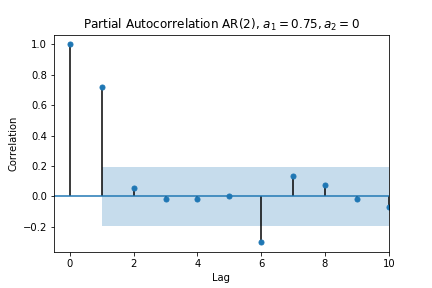 Partial Autocorrelation AR(2), a₁ = 0.75, a₂ = 0
1.0
0.8
0.6
0.4
0.2
0.0
−0.2
Correlation
0 2 4 6 8 10
Lag